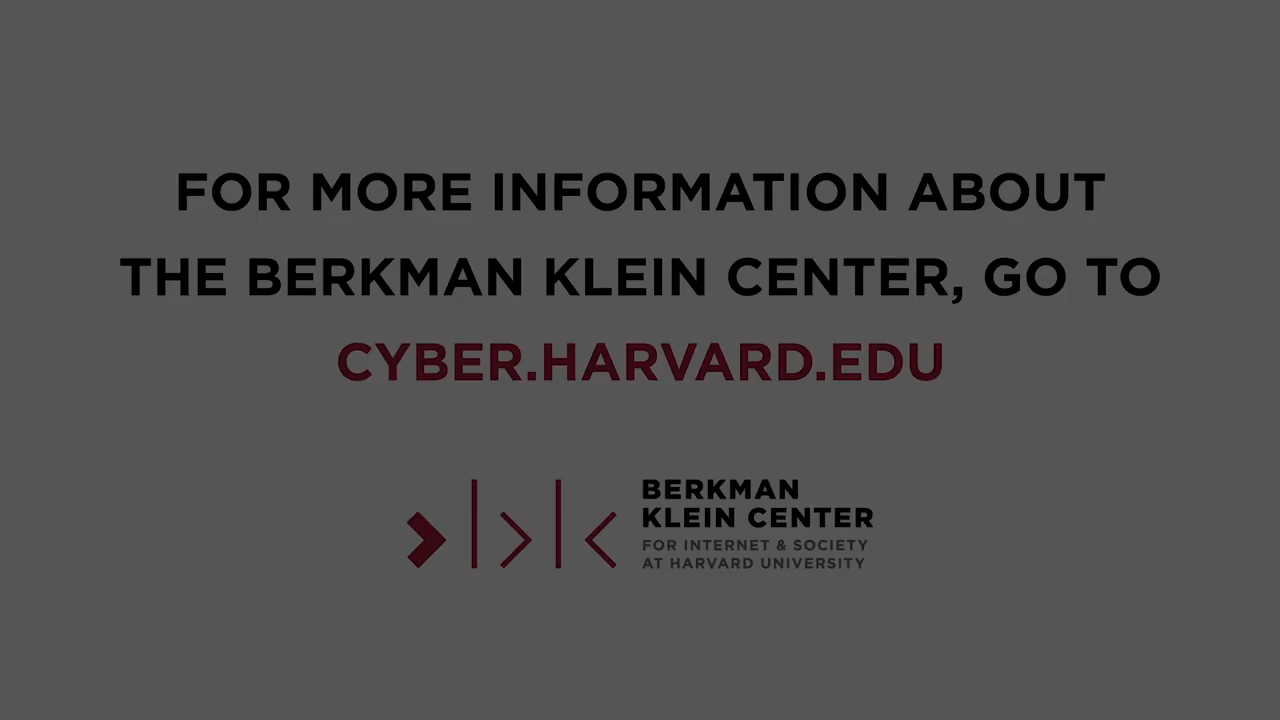 FOR MORE INFORMATION ABOUT
THE BERKMAN KLEIN CENTER, GO TO
CYBER.HARVARD.EDU
BERKMAN
KLEIN CENTER
FOR INTERNET & SOCIETY
AT HARVARD UNIVERSITY